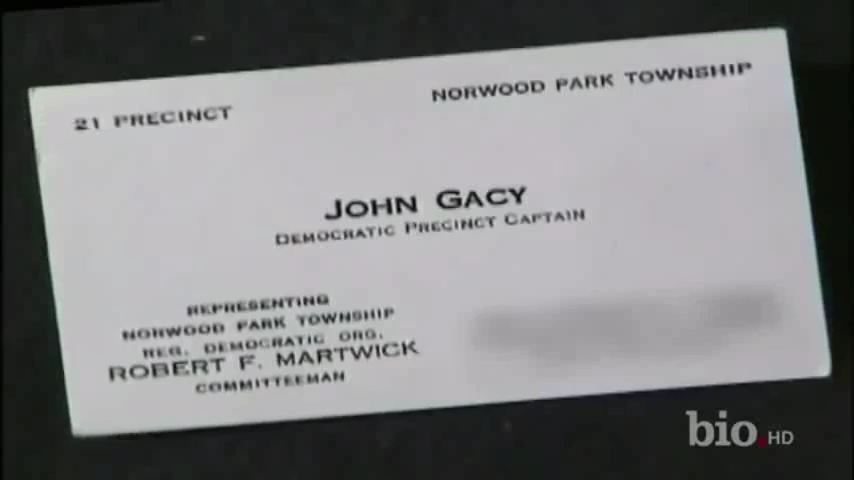 21 PRECINCT
NORWOOD PARK TOWNSHIP
JOHN GACY
DEMOCRATIC PRECINCT CAPTAIN
REPRESENTING
NORWOOD PARK TOWNSHIP
REG. DEMOCRATIC ORG.
ROBERT F. MARTWICK
COMMITTEEMAN
bio.HD